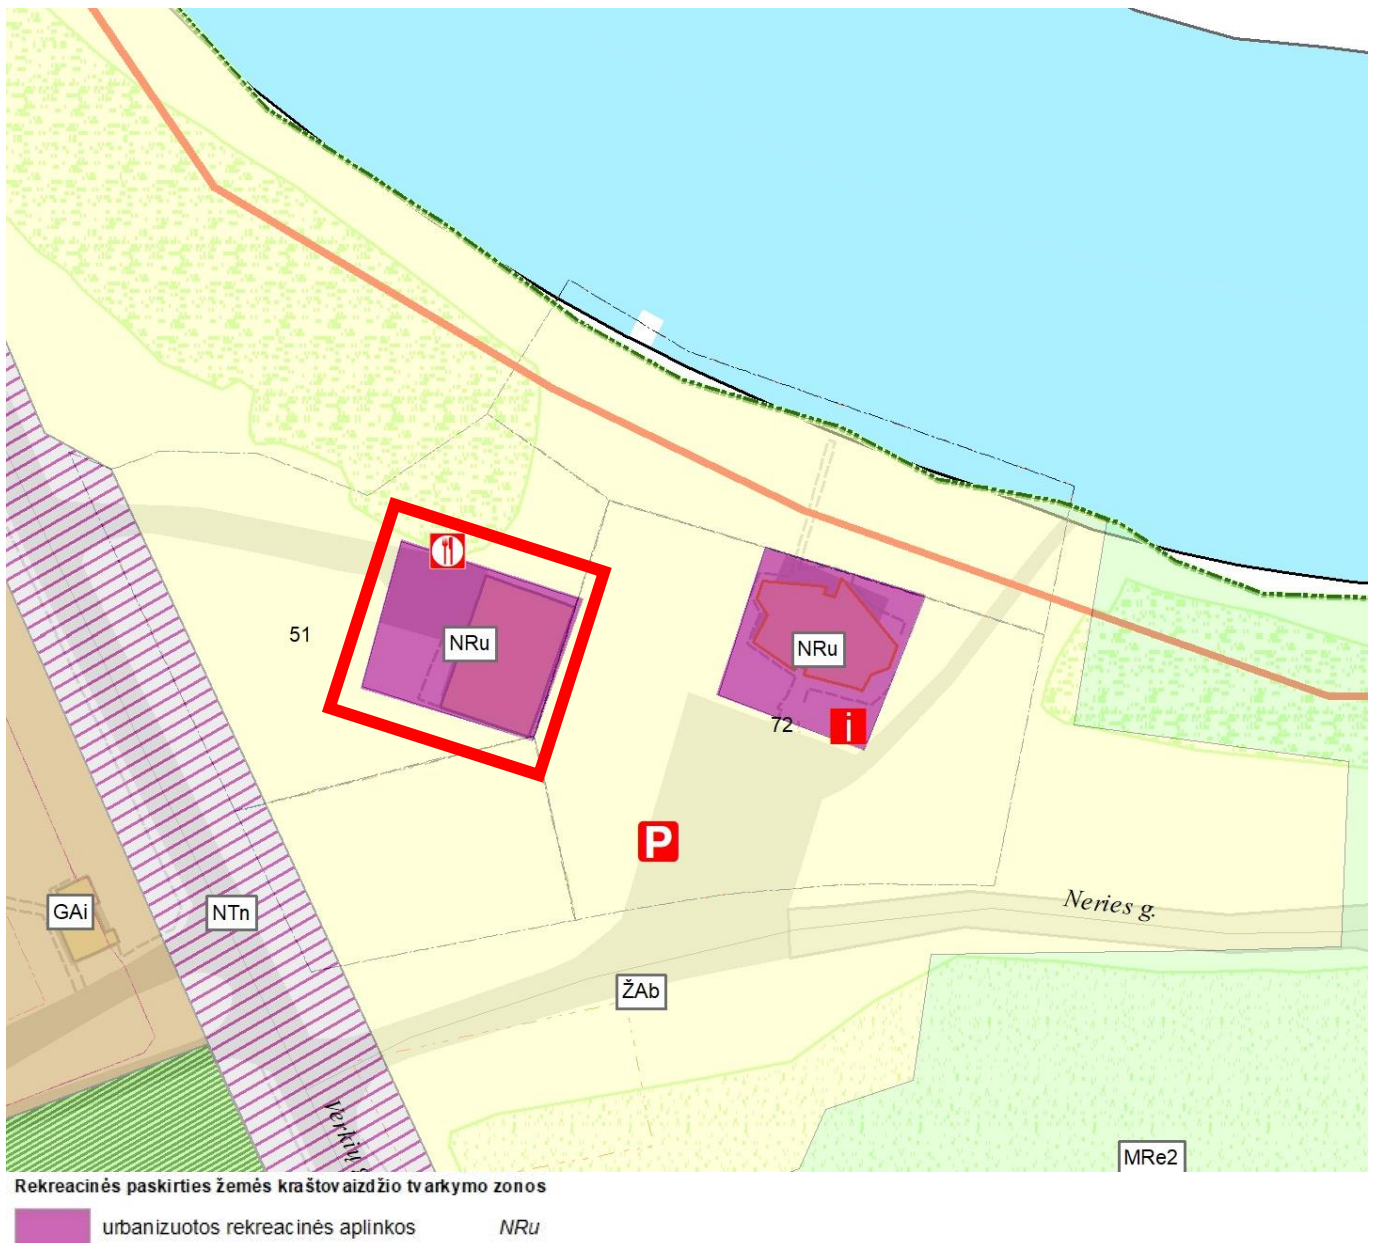 51
NRu
NRu
72
i
P
Neries g.
GAi
NTn
ŽAb
Verkių g.
MRe2
Rekreacinės paskirties žemės kraštovaizdžio tvarkymo zonos
urbanizuotos rekreacinės aplinkos NRu